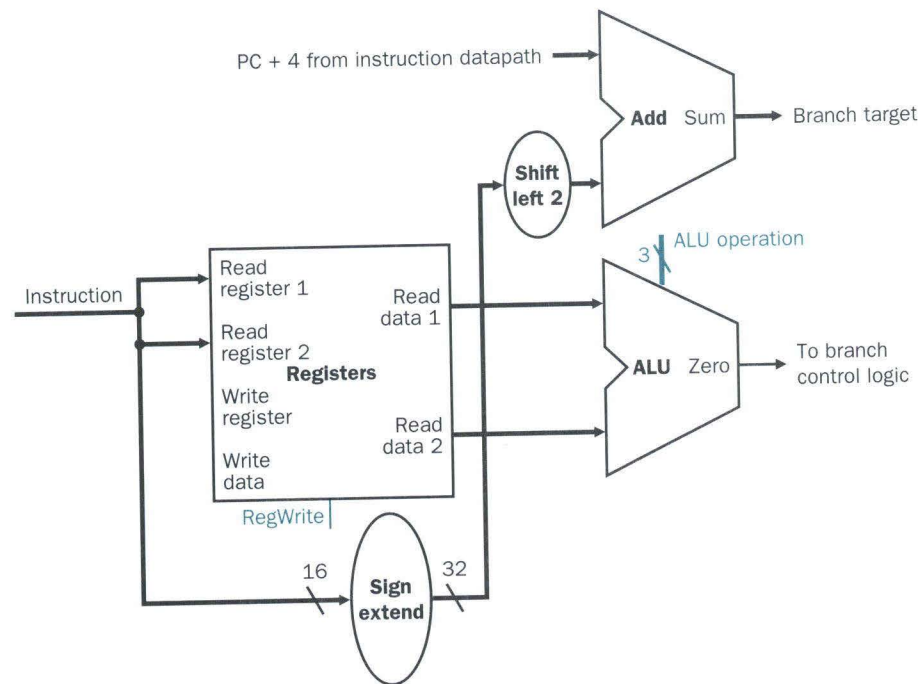 PC + 4 from instruction datapath
Add Sum
Branch target
Shift
left 2
3
ALU operation
Instruction
Read
register 1
Read
data 1
Read
register 2
Registers
Write
register
Read
data 2
Write
data
RegWrite
ALU Zero
To branch
control logic
16
Sign
extend
32